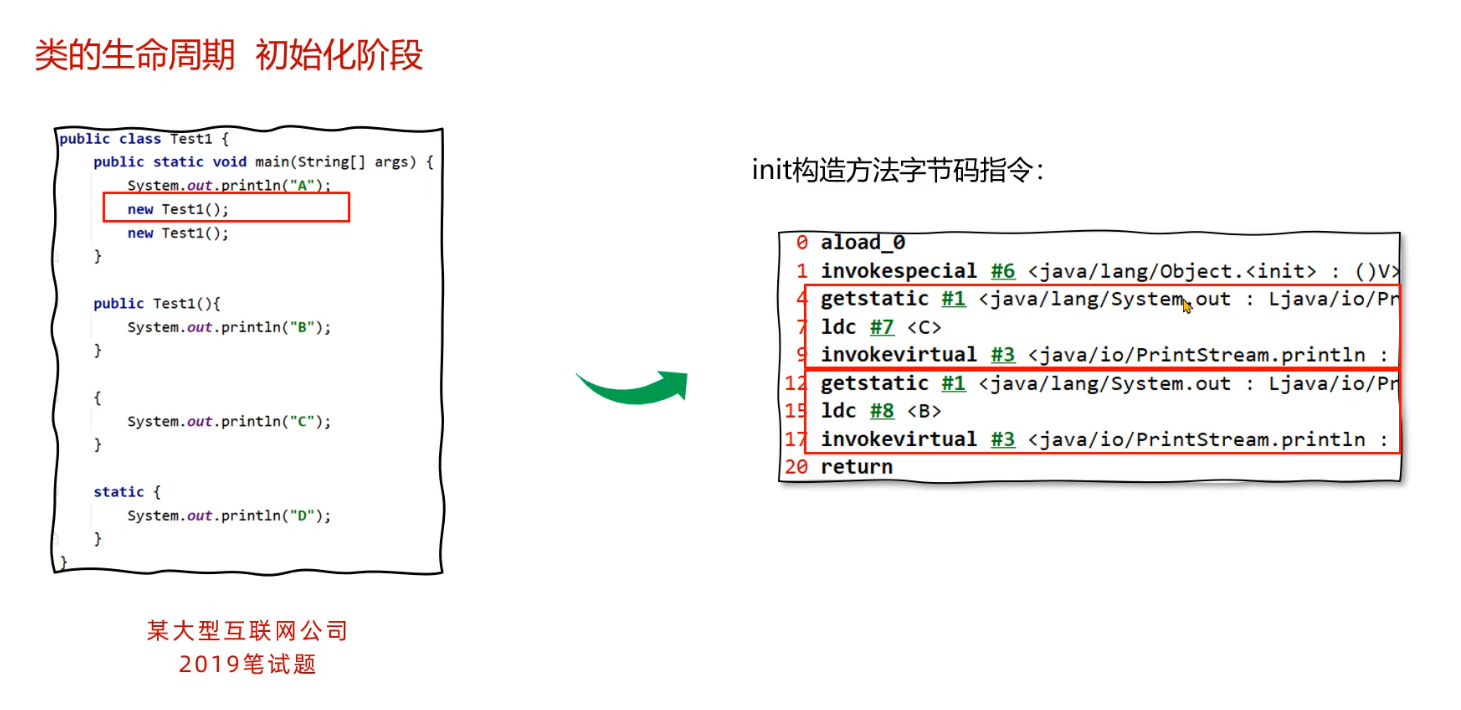 类的生命周期 初始化阶段
public class Test1 {
public static void main(String[] args) {
System.out.println("A");
new Test1();
new Test1();
}
public Test1(){
System.out.println("B");
}
{
System.out.println("C");
}
static {
System.out.println("D");
}
}
某大型互联网公司
2019笔试题
init构造方法字节码指令：
0 aload_0
1 invokespecial #6 <java/lang/Object.<init> : ()V>
4 getstatic #1 <java/lang/System.out : Ljava/io/Pr
7 ldc #7 <C>
9 invokevirtual #3 <java/io/PrintStream.println :
12 getstatic #1 <java/lang/System.out : Ljava/io/Pr
15 ldc #8 <B>
17 invokevirtual #3 <java/io/PrintStream.println :
20 return